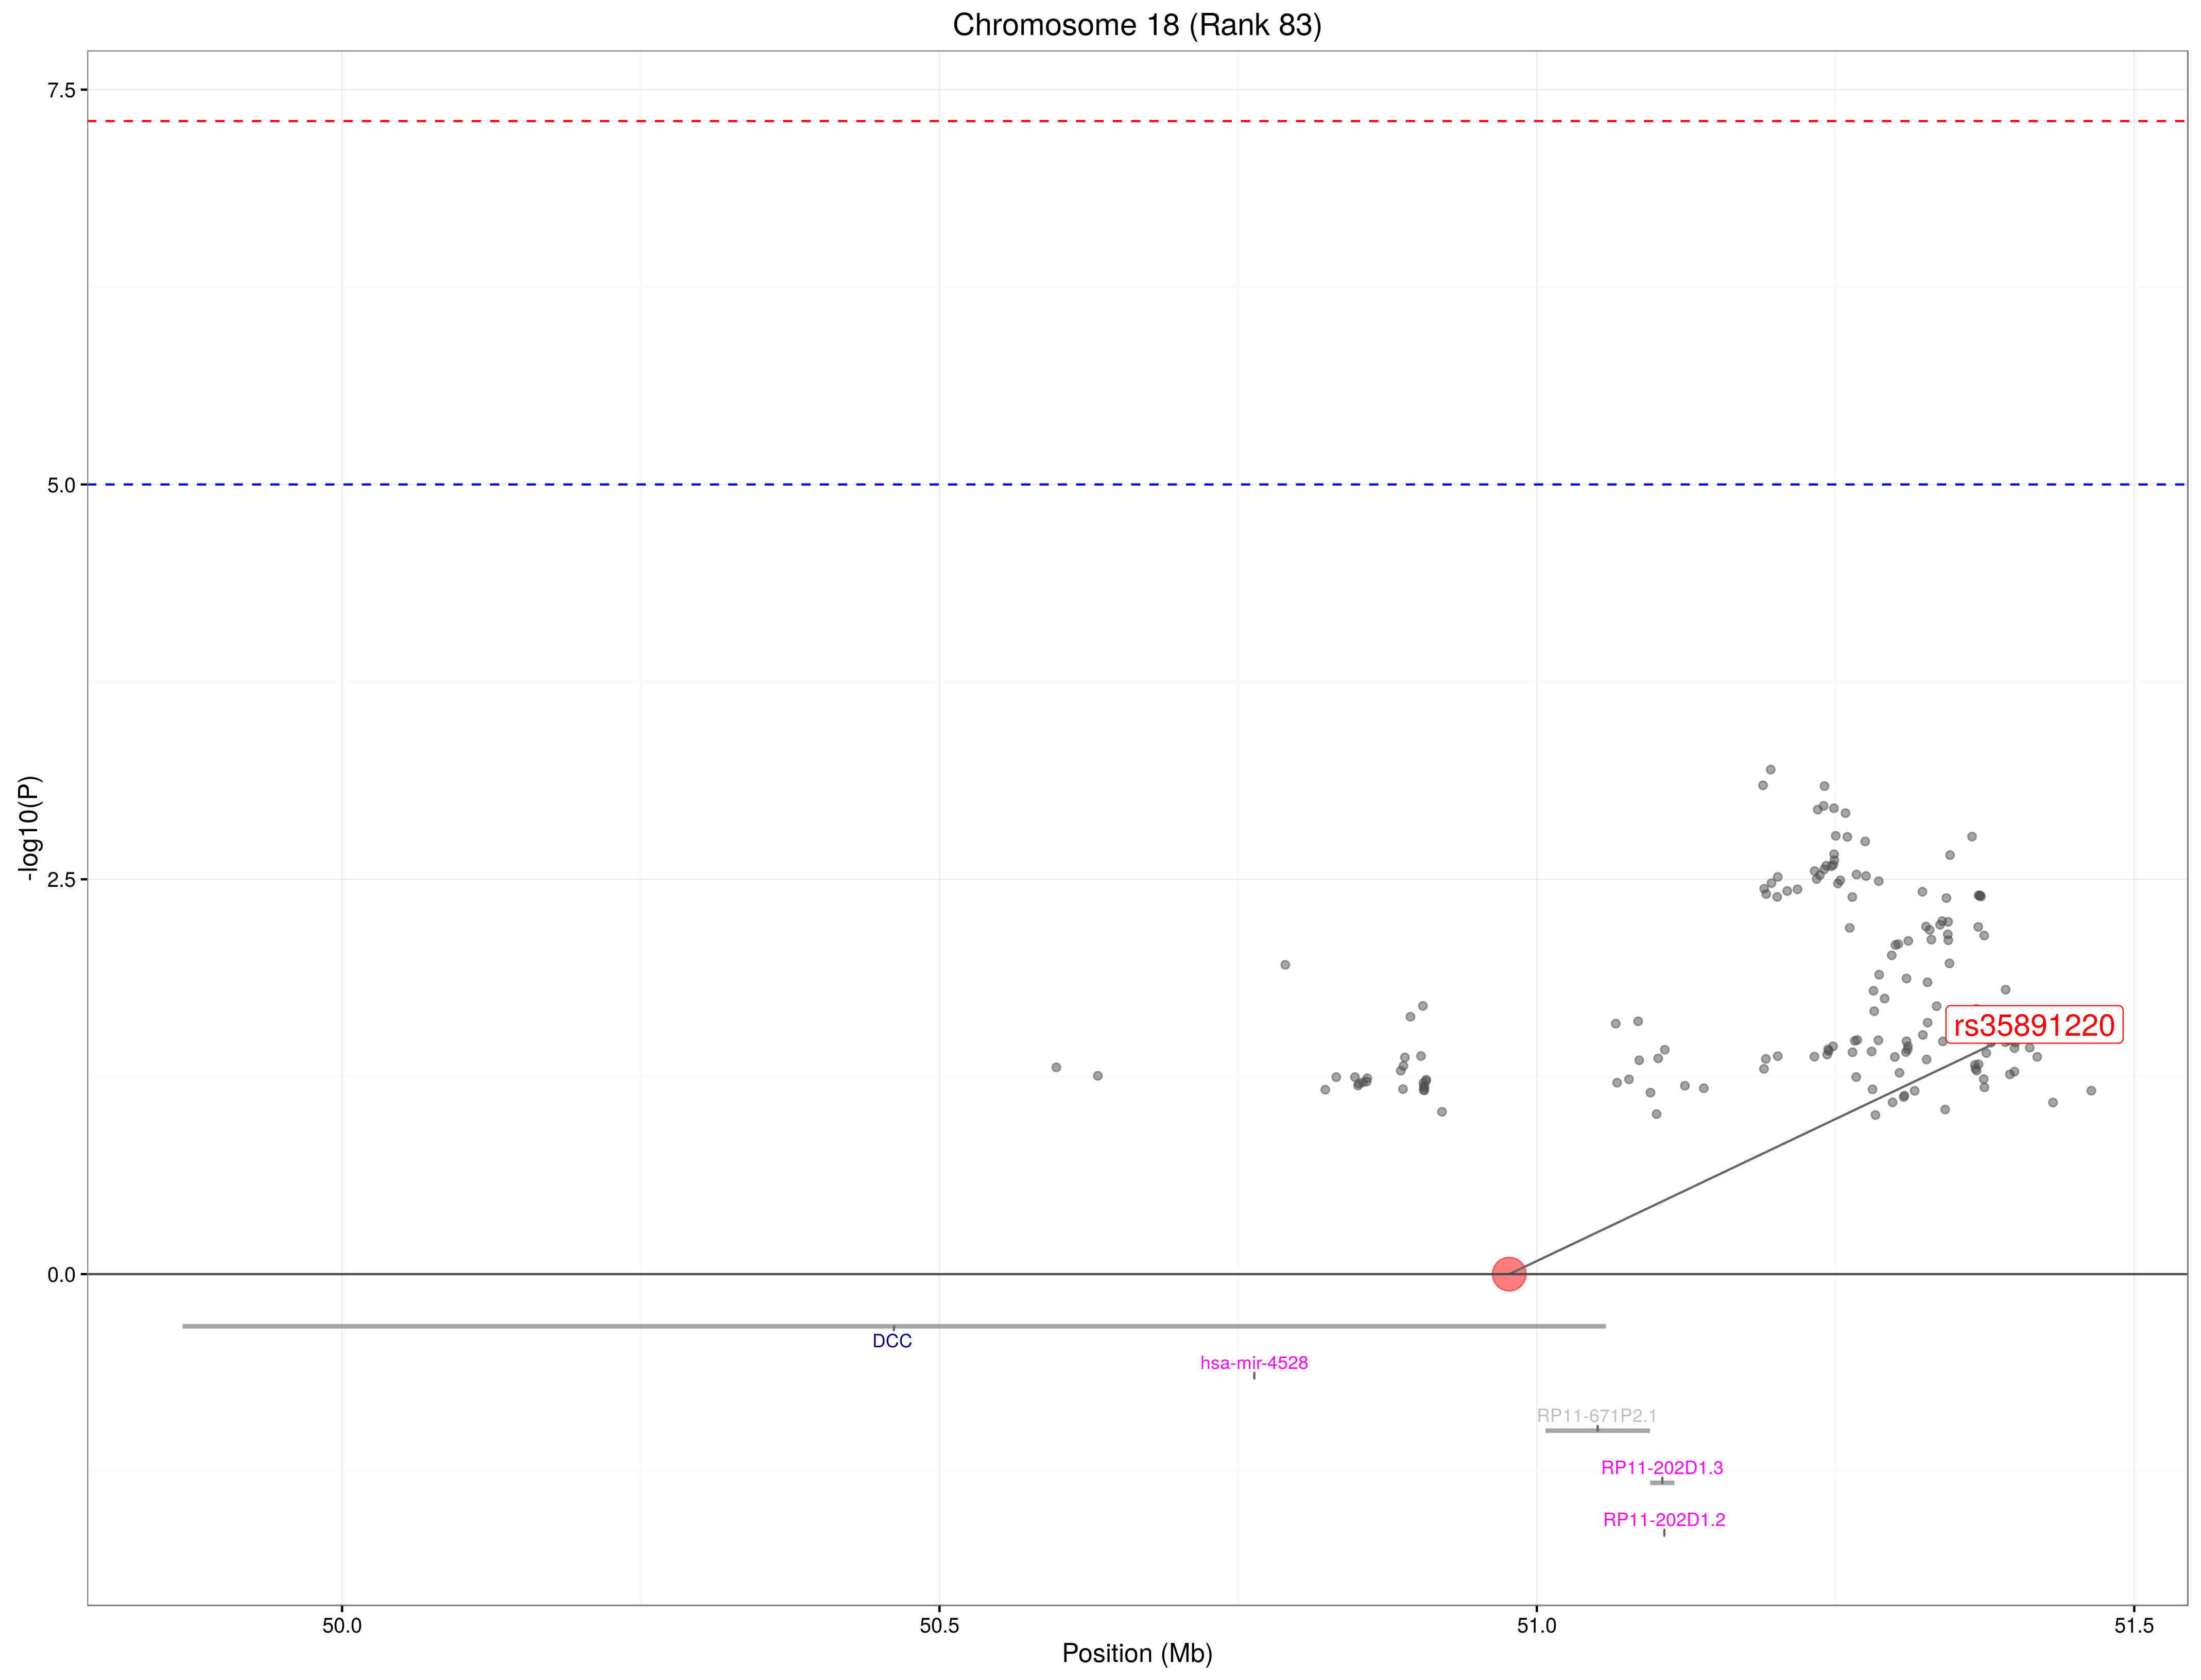 Chromosome 18 (Rank 83)
7.5
5.0
2.5
0.0
-log10(P)
rs35891220
DCC
hsa-mir-4528
RP11-671P2.1
RP11-202D1.3
RP11-202D1.2
50.0
50.5
51.0
51.5
Position (Mb)